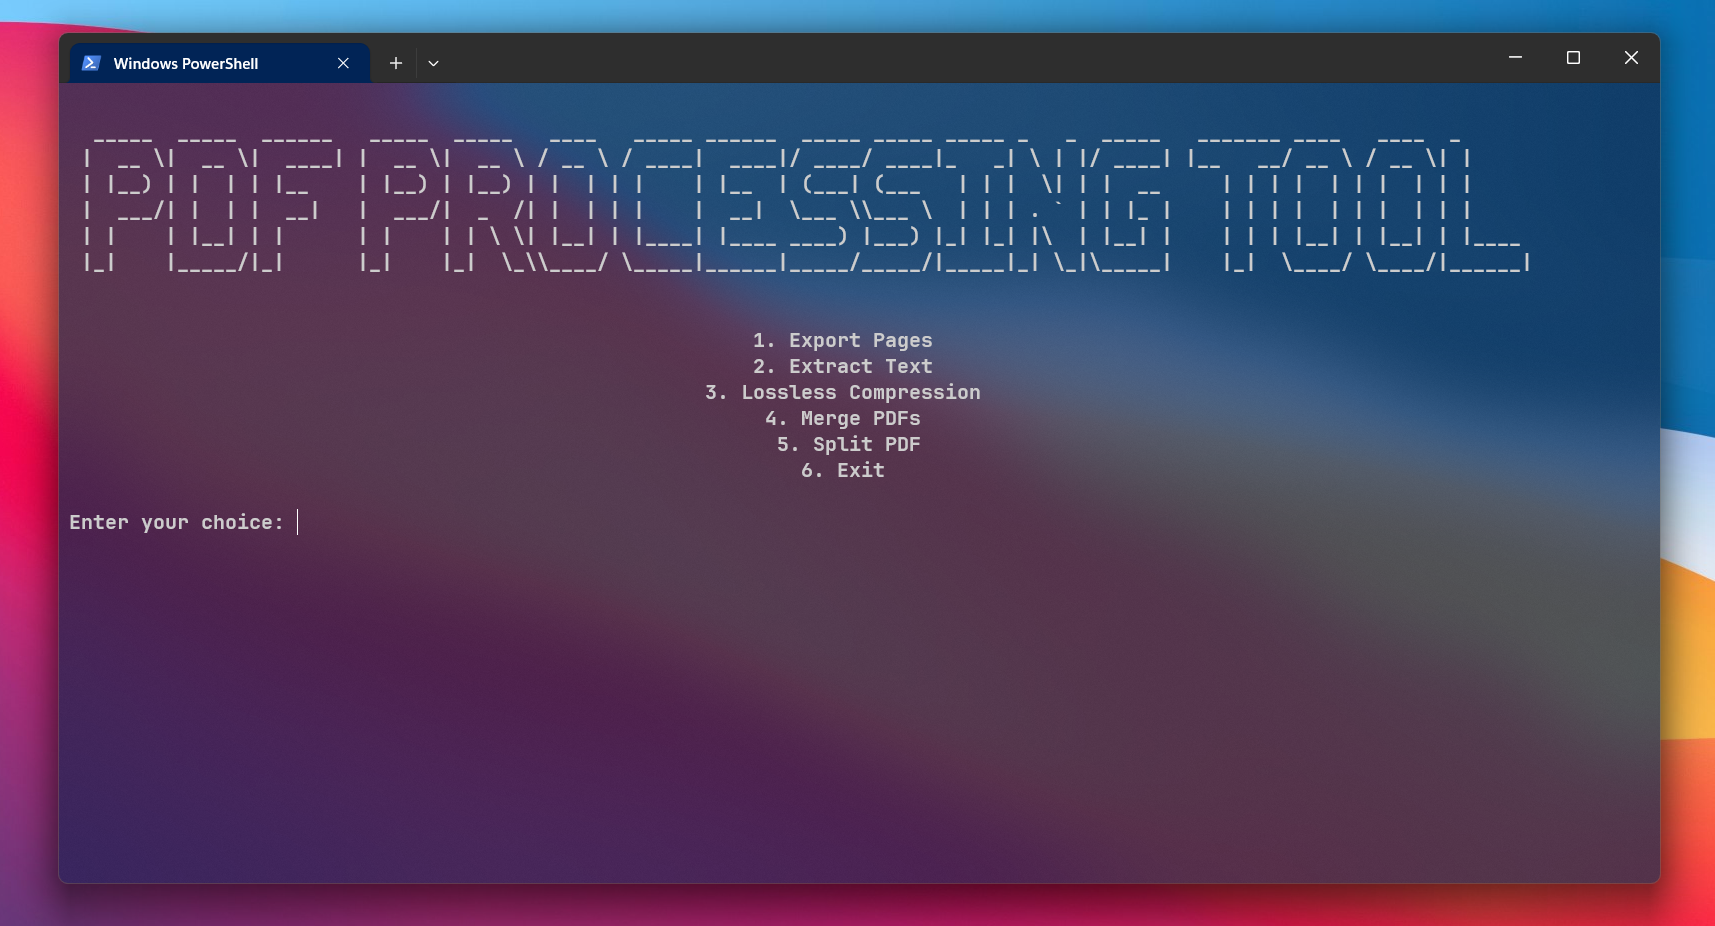 Windows PowerShell
PDF PROCESSING TOOL
1. Export Pages
2. Extract Text
3. Lossless Compression
4. Merge PDFs
5. Split PDF
6. Exit
Enter your choice: